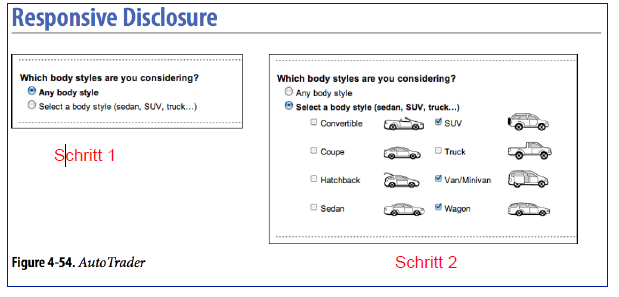 Responsive Disclosure
Which body styles are you considering?
Any body style
Select a body style (sedan, SUV, truck...)
Schritt 1
Which body styles are you considering?
Any body style
Select a body style (sedan, SUV, truck...)
Convertible
SUV
Coupe
Truck
Hatchback
Van/Minivan
Sedan
Wagon
Figure 4-54. AutoTrader
Schritt 2